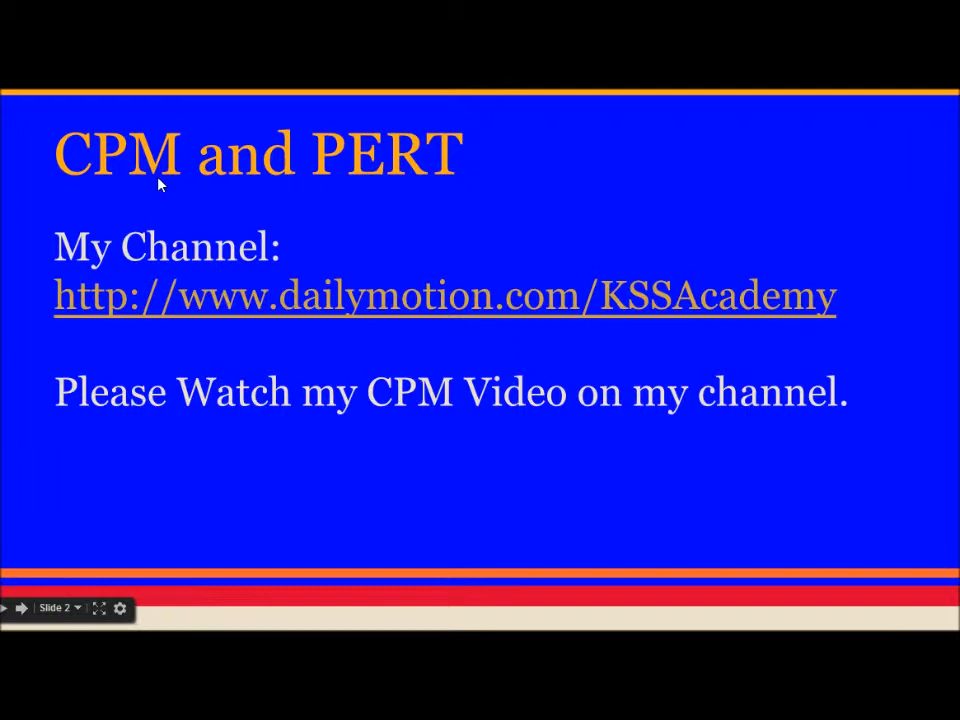 CPM and PERT
My Channel:
http://www.dailymotion.com/KSSAcademy
Please Watch my CPM Video on my channel.
Slide 2